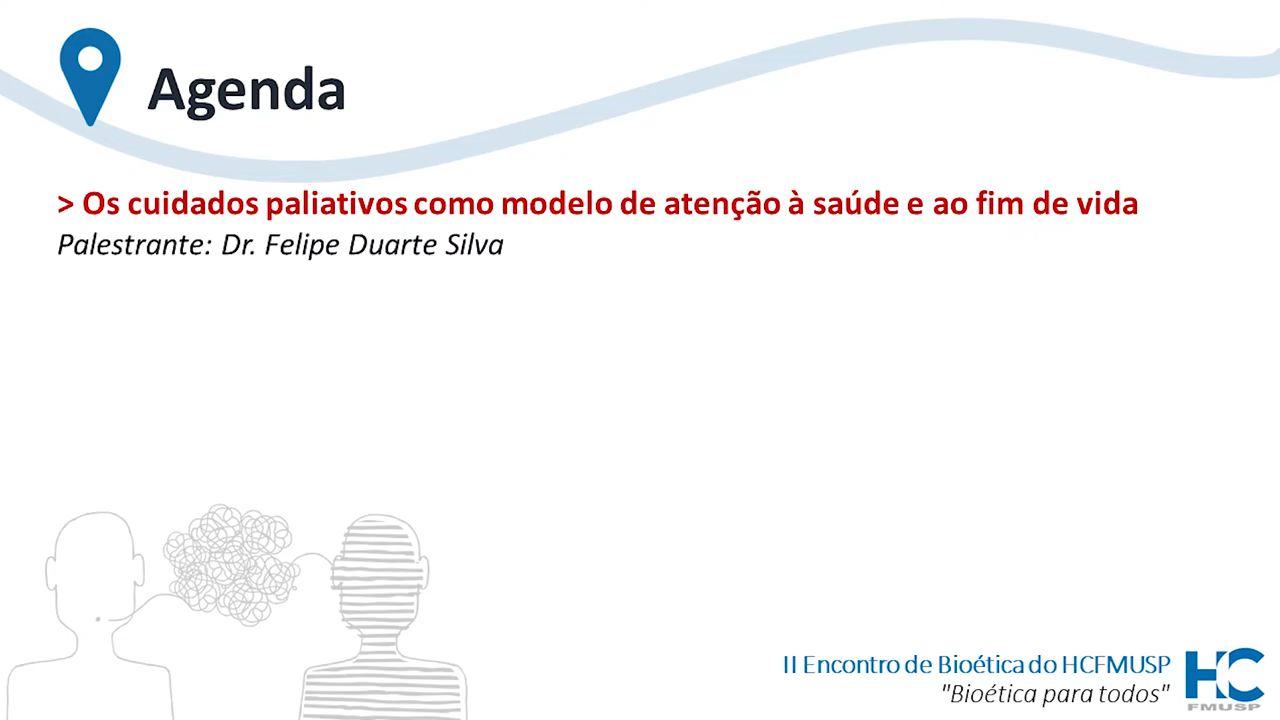 Agenda
> Os cuidados paliativos como modelo de atenção à saúde e ao fim de vida
Palestrante: Dr. Felipe Duarte Silva
II Encontro de Bioética do HCFMUSP
"Bioética para todos"
HC
FMUSP